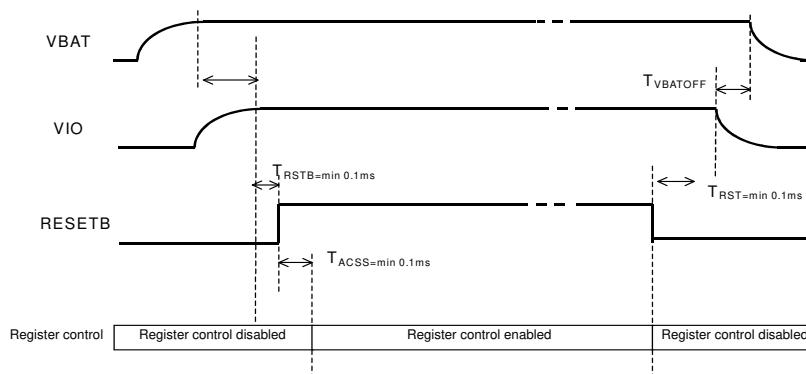 VBAT
TVBATOFF
VIO
TRSTB=min 0.1ms
TRST=min 0.1ms
RESETB
TACSS=min 0.1ms
Register control
Register control disabled
Register control enabled
Register control disabled